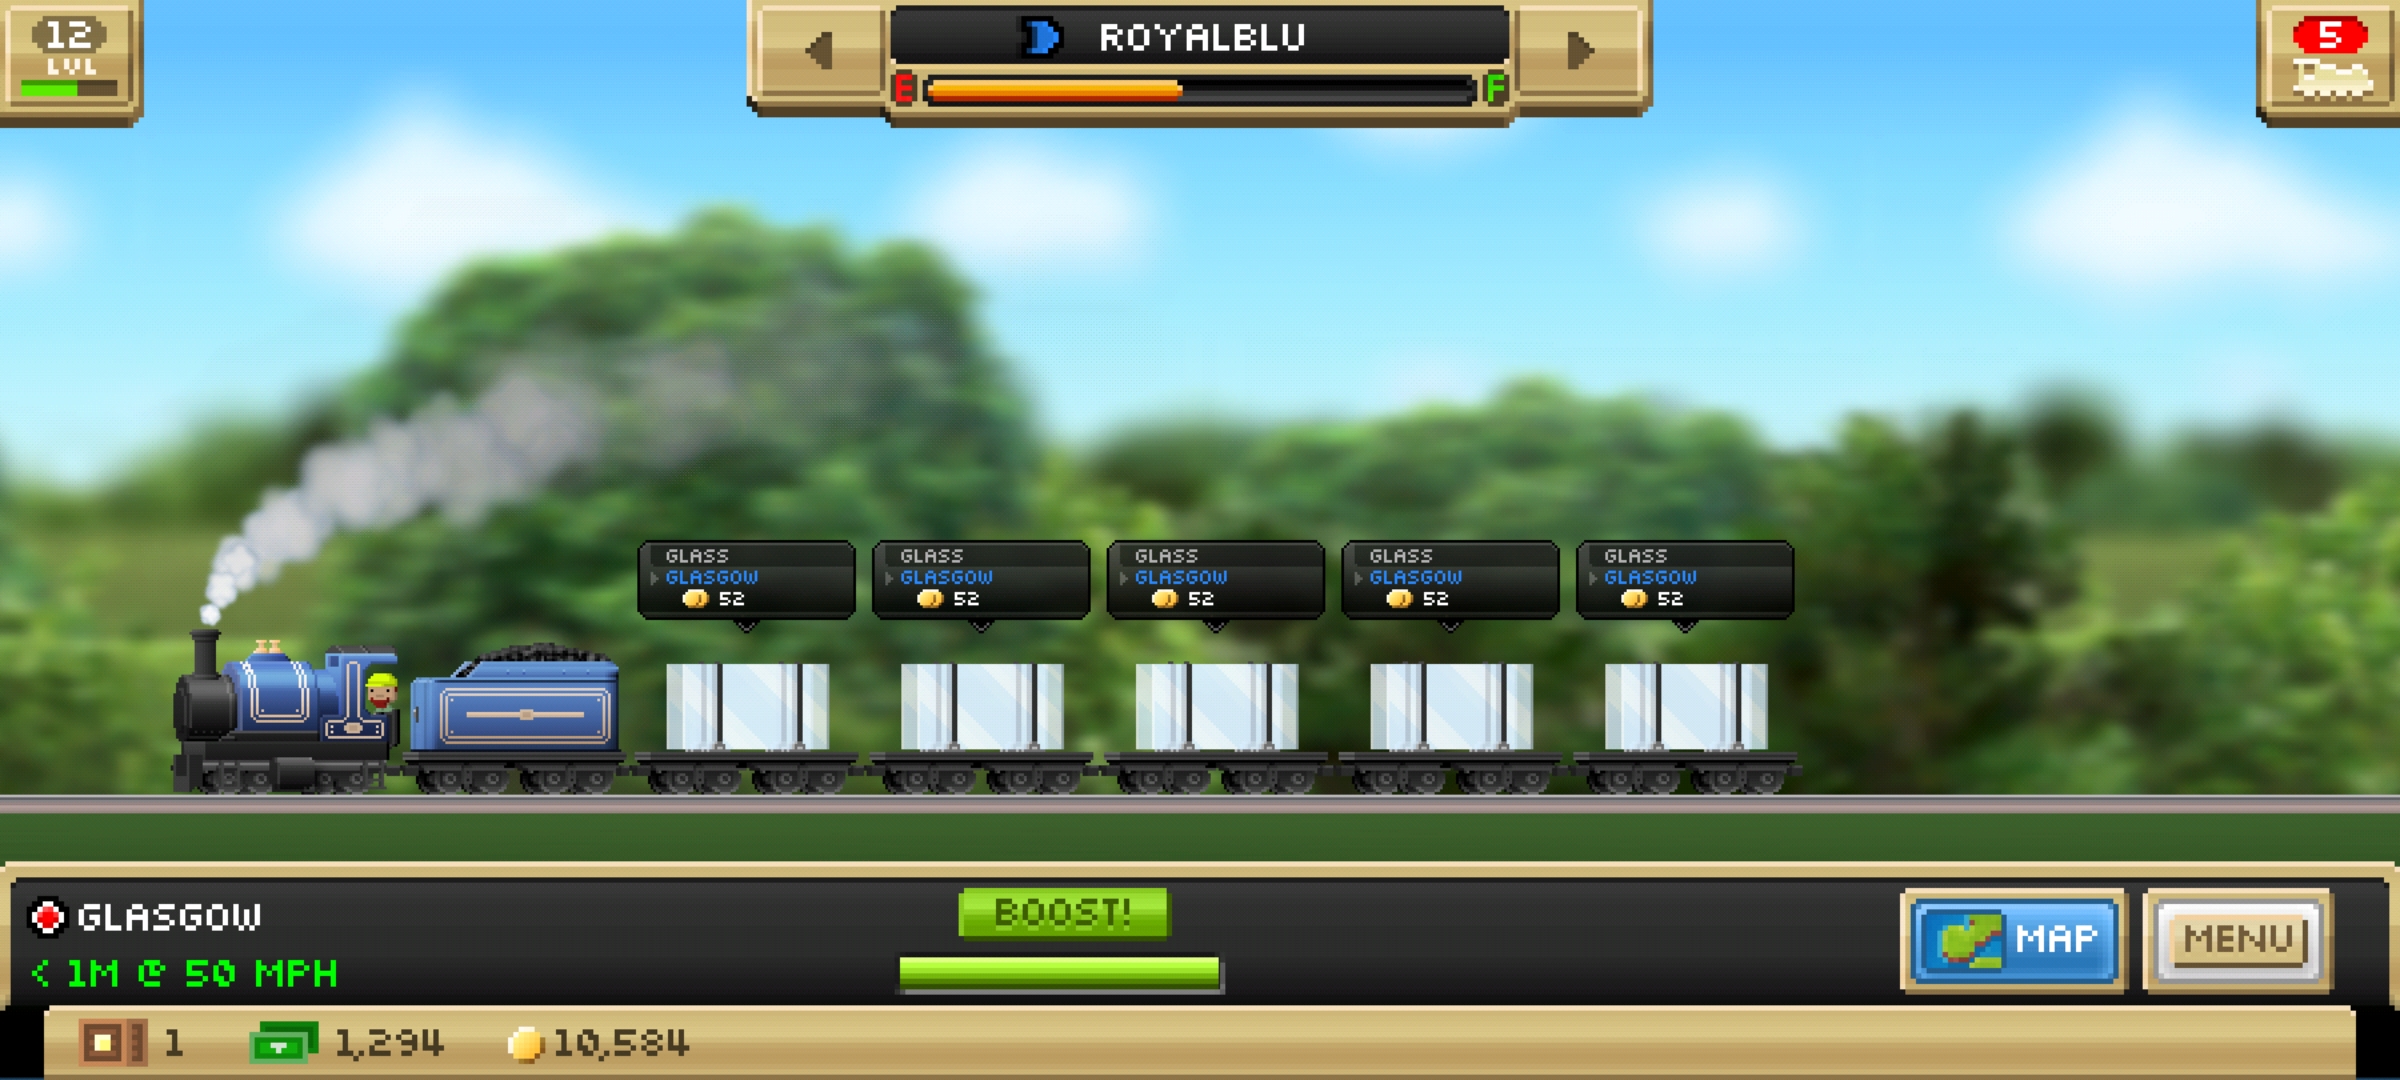 12
LVL
ROYALBLU
E
F
5
GLASS
GLASGOW
52
GLASS
GLASGOW
52
GLASS
GLASGOW
52
GLASS
GLASGOW
52
GLASS
GLASGOW
52
GLASGOW
< 1M @ 50 MPH
BOOST!
MAP
MENU
1
1,294
10,584